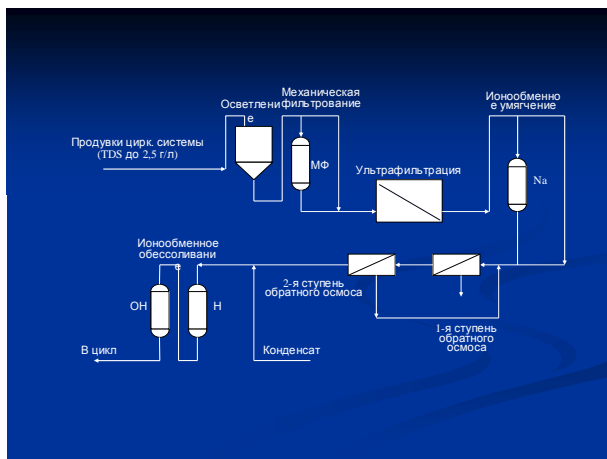 Механическая
фильтрование
Осветлени
е
Ионообменно
е умягчение
Продувки цирк. системы
(TDS до 2,5 г/л)
МФ
Ультрафильтрация
Na
Ионообменное
обессоливани
е
2-я ступень
обратного осмоса
ОН
Н
1-я ступень
обратного
осмоса
В цикл
Конденсат